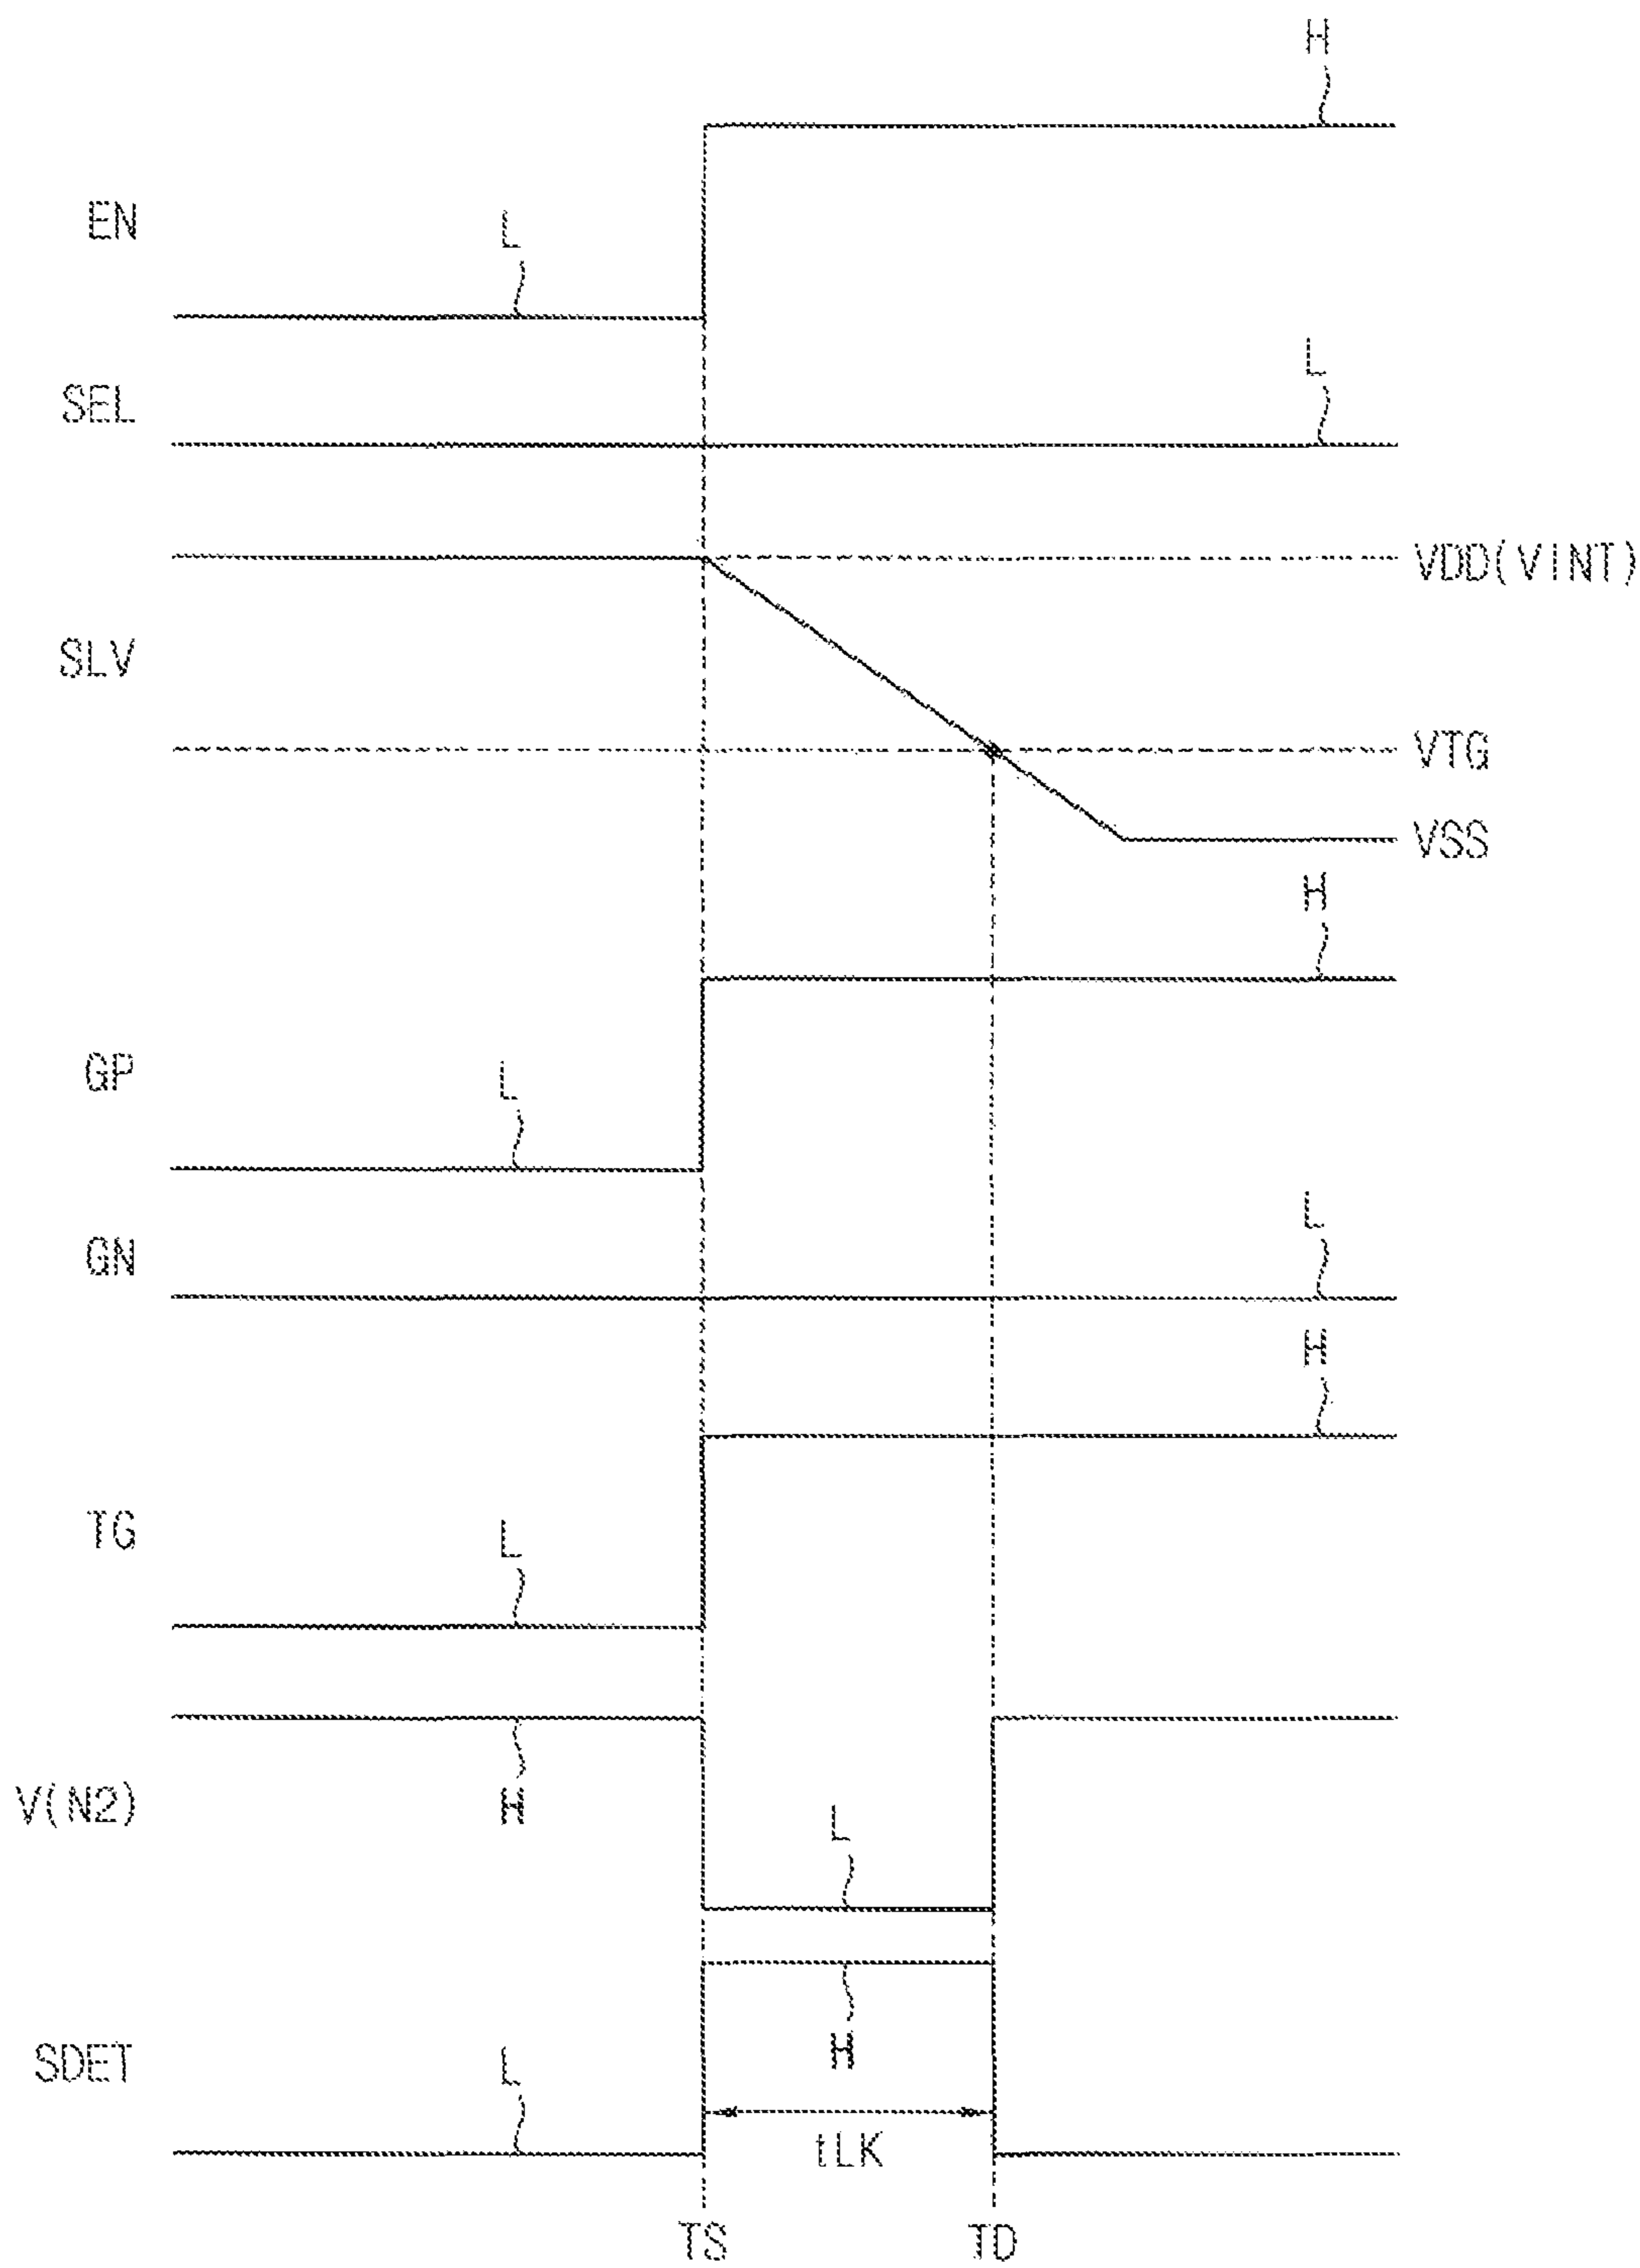 H
EN
L
L
SEL
VDD(VINT)
SLV
VTG
VSS
H
GP
L
L
GN
H
TG
L
V(N2)
H
L
SDET
L
H
tLK
TS
TD